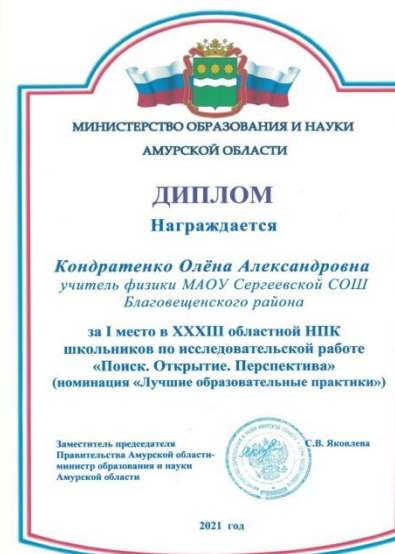 МИНИСТЕРСТВО ОБРАЗОВАНИЯ И НАУКИ
АМУРСКОЙ ОБЛАСТИ
ДИПЛОМ
Награждается
Кондратенко Олёна Александровна
учитель физики МАОУ Сергеевской СОШ
Благовещенского района
за I место в XXXIII областной НПК
школьников по исследовательской работе
«Поиск. Открытие. Перспектива»
(номинация «Лучшие образовательные практики»)
Заместитель председателя
Правительства Амурской области-
министр образования и науки
Амурской области
С.В. Яковлева
2021 год